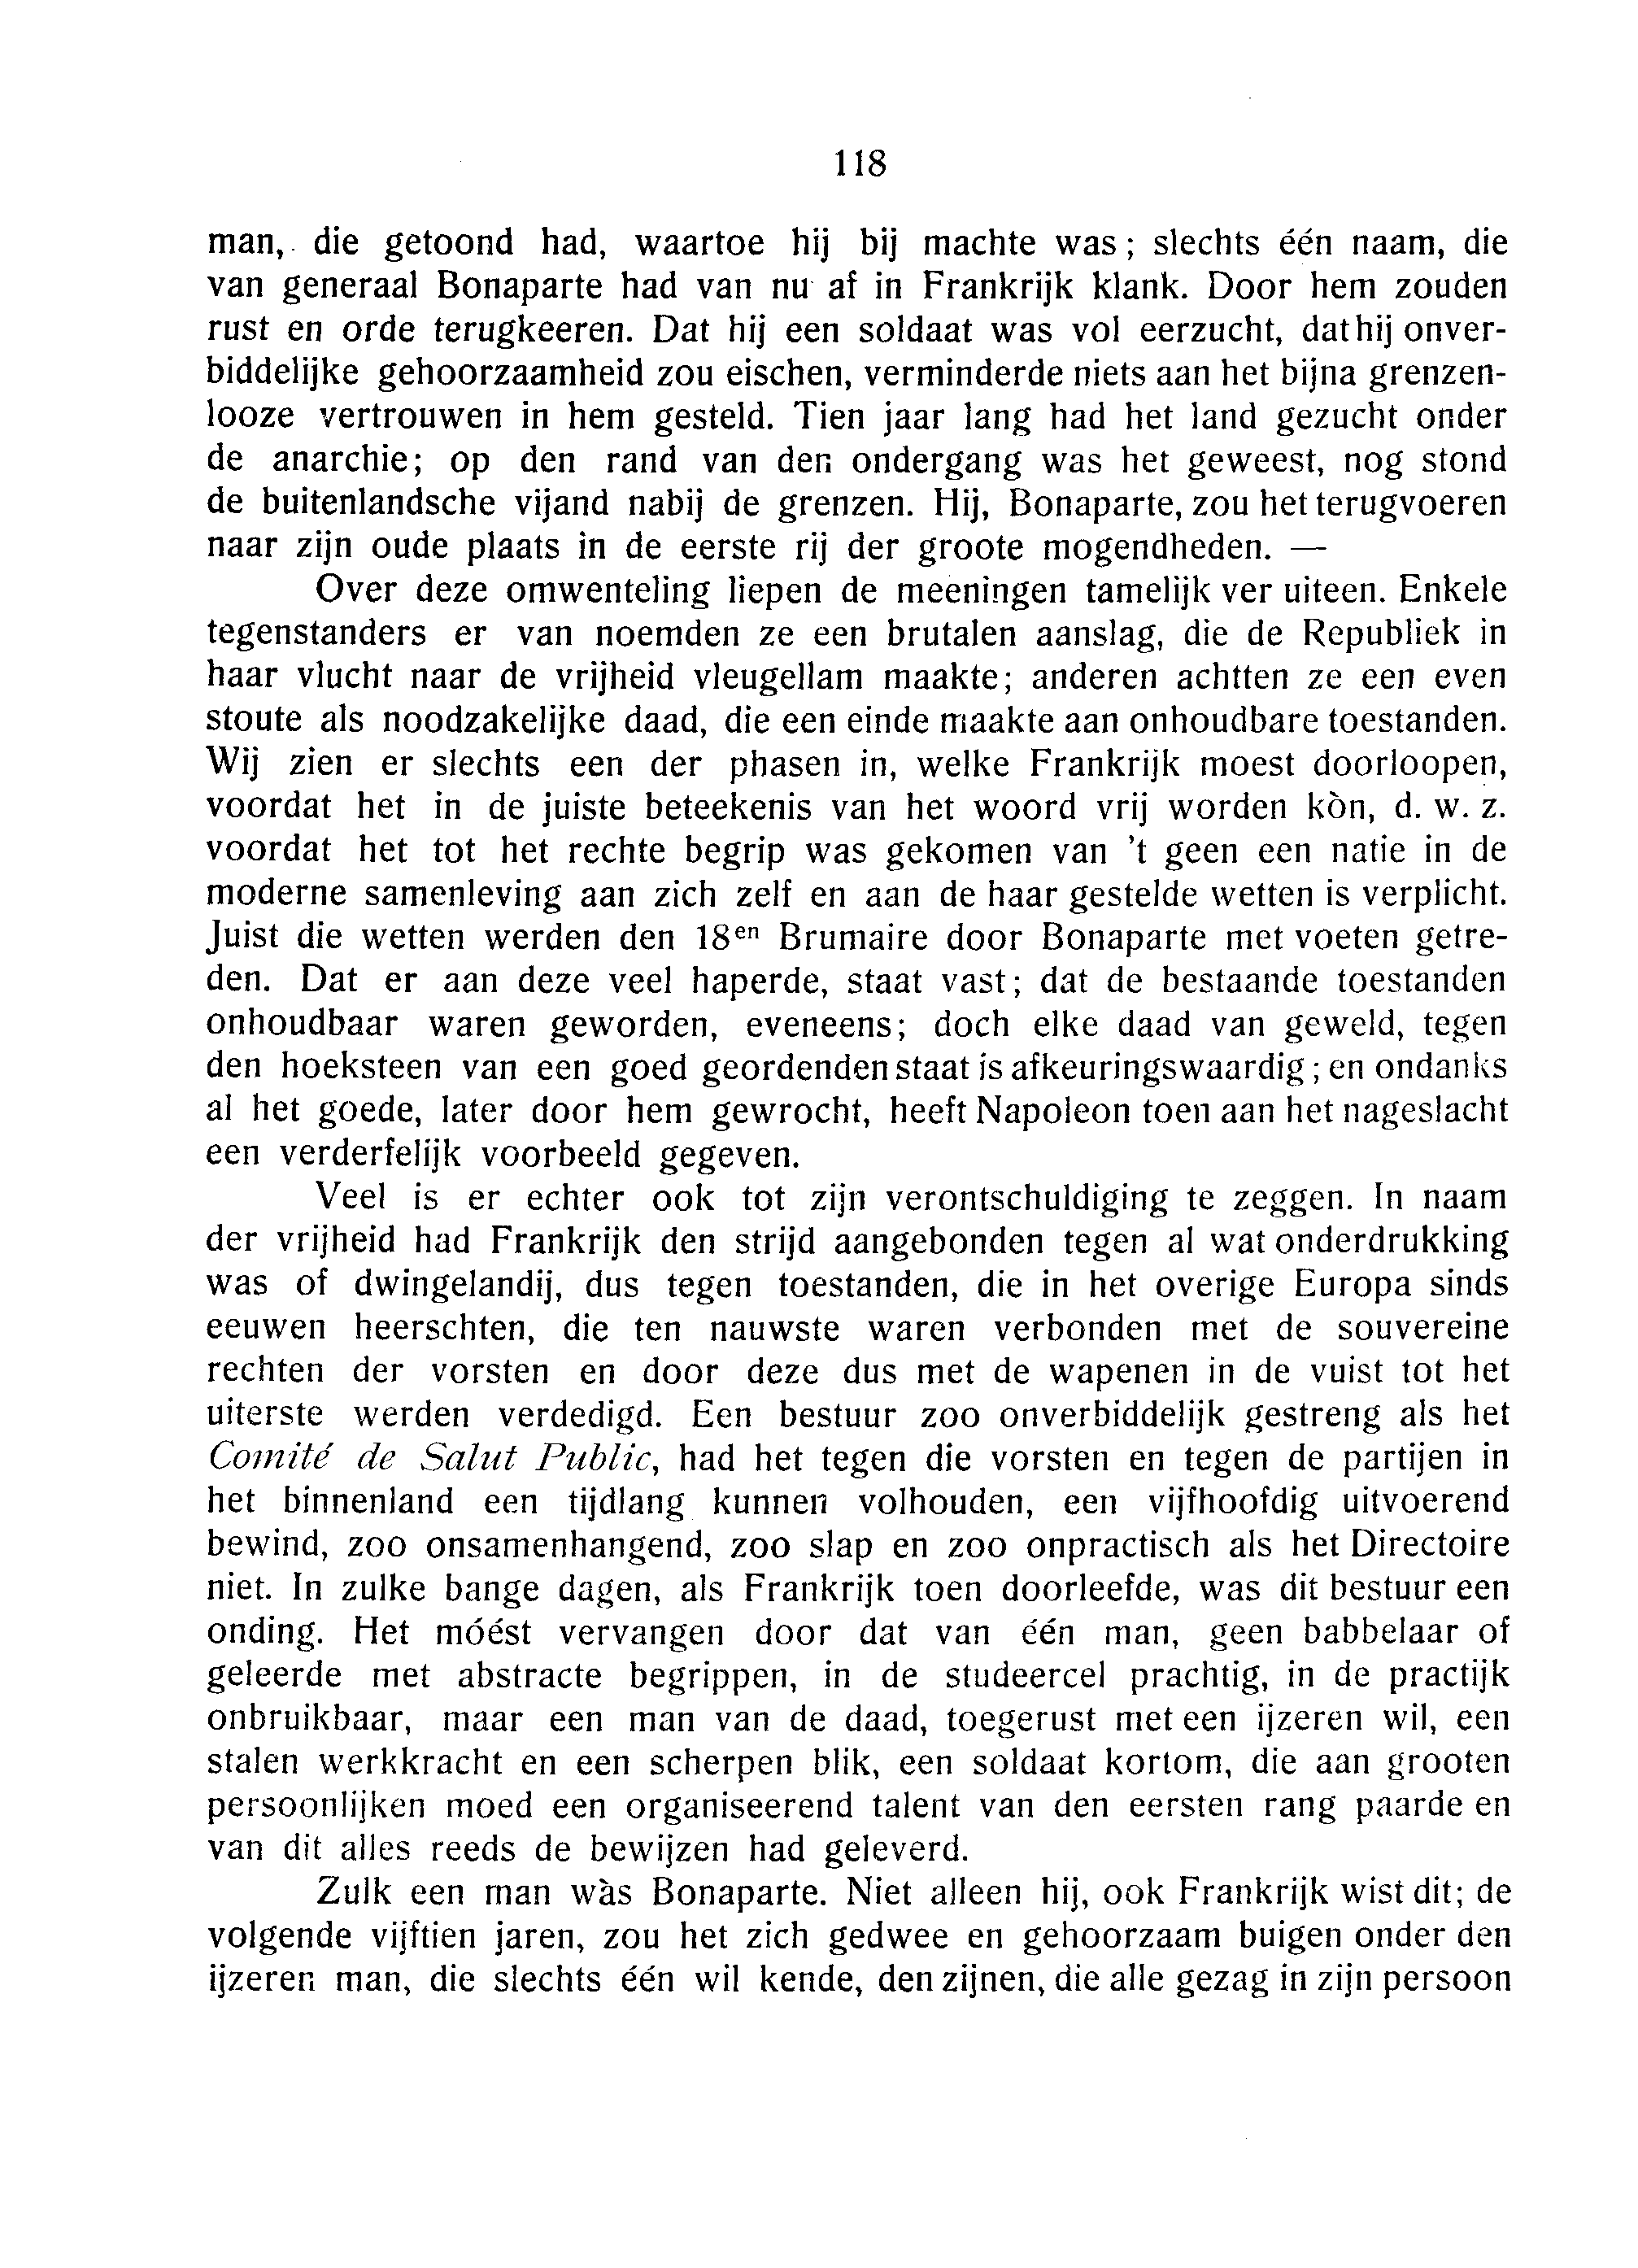 118
man, die getoond had, waartoe hij bij machte was; slechts één naam, die
van generaal Bonaparte had van nu af in Frankrijk klank. Door hem zouden
rust en orde terugkeeren. Dat hij een soldaat was vol eerzucht, dat hij onver-
biddelijke gehoorzaamheid zou eischen, verminderde niets aan het bijna grenzen-
looze vertrouwen in hem gesteld. Tien jaar lang had het land gezucht onder
de anarchie; op den rand van den ondergang was het geweest, nog stond
de buitenlandsche vijand nabij de grenzen. Hij, Bonaparte, zou het terugvoeren
naar zijn oude plaats in de eerste rij der groote mogendheden. —
Over deze omwenteling liepen de meeningen tamelijk ver uiteen. Enkele
tegenstanders er van noemden ze een brutalen aanslag, die de Republiek in
haar vlucht naar de vrijheid vleugellam maakte; anderen achtten ze een even
stoute als noodzakelijke daad, die een einde maakte aan onhoudbare toestanden.
Wij zien er slechts een der phasen in, welke Frankrijk moest doorloopen,
voordat het in de juiste beteekenis van het woord vrij worden kòn, d. w. z.
voordat het tot het rechte begrip was gekomen van 't geen een natie in de
moderne samenleving aan zich zelf en aan de haar gestelde wetten is verplicht.
Juist die wetten werden den 18en Brumaire door Bonaparte met voeten getre-
den. Dat er aan deze veel haperde, staat vast; dat de bestaande toestanden
onhoudbaar waren geworden, eveneens; doch elke daad van geweld, tegen
den hoeksteen van een goed geordenden staat is afkeuringswaardig; en ondanks
al het goede, later door hem gewrocht, heeft Napoleon toen aan het nageslacht
een verderfelijk voorbeeld gegeven.
Veel is er echter ook tot zijn verontschuldiging te zeggen. In naam
der vrijheid had Frankrijk den strijd aangebonden tegen al wat onderdrukking
was of dwingelandij, dus tegen toestanden, die in het overige Europa sinds
eeuwen heerschten, die ten nauwste waren verbonden met de souvereine
rechten der vorsten en door deze dus met de wapenen in de vuist tot het
uiterste werden verdedigd. Een bestuur zoo onverbiddelijk gestreng als het
Comité de Salut Public, had het tegen die vorsten en tegen de partijen in
het binnenland een tijdlang kunnen volhouden, een vijfhoofdig uitvoerend
bewind, zoo onsamenhangend, zoo slap en zoo onpractisch als het Directoire
niet. In zulke bange dagen, als Frankrijk toen doorleefde, was dit bestuur een
onding. Het móést vervangen door dat van één man, geen babbelaar of
geleerde met abstracte begrippen, in de studeercel prachtig, in de practijk
onbruikbaar, maar een man van de daad, toegerust met een ijzeren wil, een
stalen werkkracht en een scherpen blik, een soldaat kortom, die aan grooten
persoonlijken moed een organiseerend talent van den eersten rang paarde en
van dit alles reeds de bewijzen had geleverd.
Zulk een man wàs Bonaparte. Niet alleen hij, ook Frankrijk wist dit; de
volgende vijftien jaren, zou het zich gedwee en gehoorzaam buigen onder den
ijzeren man, die slechts één wil kende, den zijnen, die alle gezag in zijn persoon